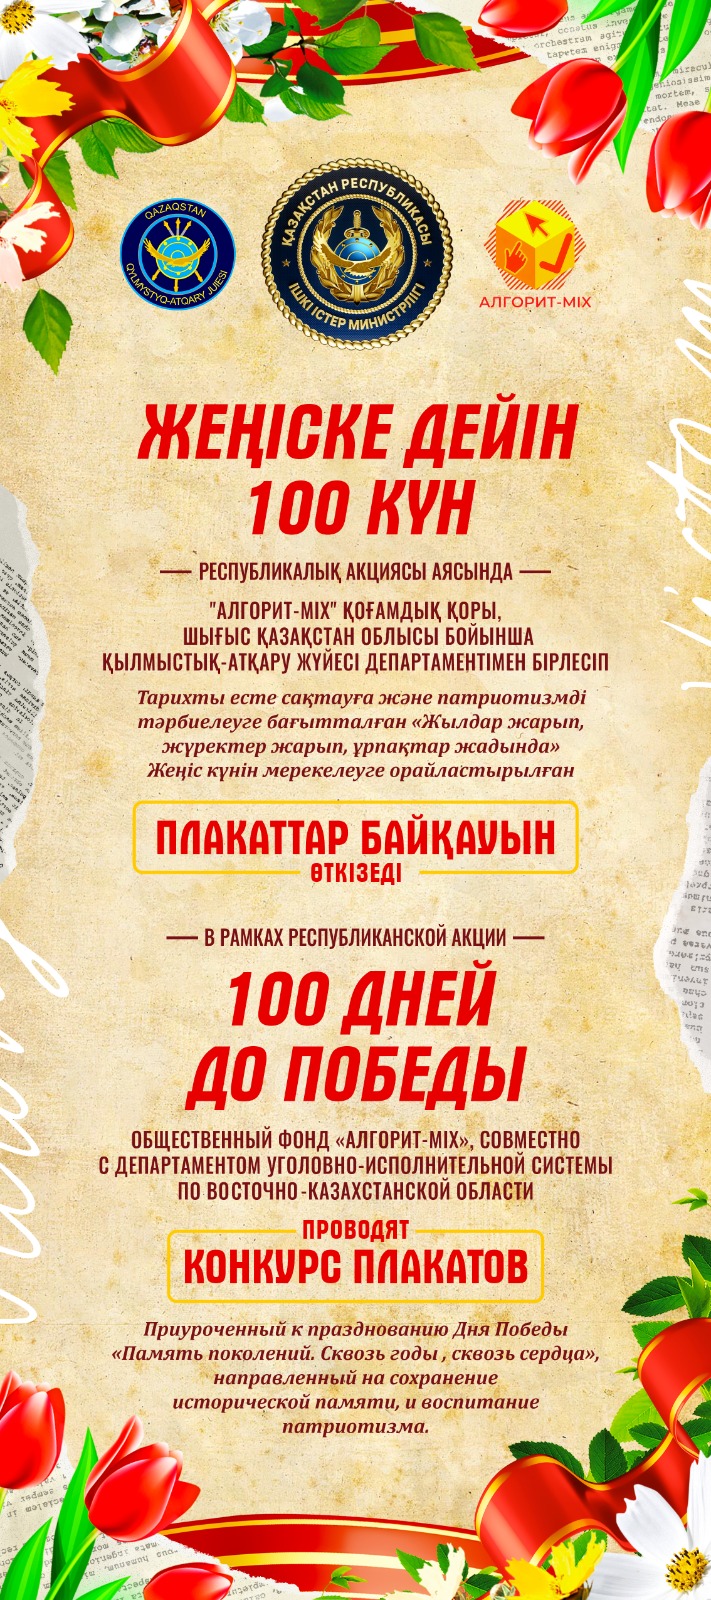 QAZAQSTAN
QYLMYSTYQ-ATQARY JUIESI
ҚАЗАҚСТАН РЕСПУБЛИКАСЫ
ІШКІ ІСТЕР МИНИСТРЛІГІ
АЛГОРИТ-MIX
ЖЕҢІСКЕ ДЕЙІН
100 КҮН
РЕСПУБЛИКАЛЫҚ АКЦИЯСЫ АЯСЫНДА
"АЛГОРИТ-MIX" ҚОҒАМДЫҚ ҚОРЫ,
ШЫҒЫС ҚАЗАҚСТАН ОБЛЫСЫ БОЙЫНША
ҚЫЛМЫСТЫҚ-АТҚАРУ ЖҮЙЕСІ ДЕПАРТАМЕНТІМЕН БІРЛЕСІП
Тарихты есте сақтауға және патриотизмді
тәрбиелеуге бағытталған «Жылдар жарып,
жүректер жарып, ұрпақтар жадында»
Жеңіс күнін мерекелеуге орайластырылған
ПЛАКАТТАР БАЙҚАУЫН
ӨТКІЗЕДІ
В РАМКАХ РЕСПУБЛИКАНСКОЙ АКЦИИ
100 ДНЕЙ
ДО ПОБЕДЫ
ОБЩЕСТВЕННЫЙ ФОНД «АЛГОРИТ-MIX», СОВМЕСТНО
С ДЕПАРТАМЕНТОМ УГОЛОВНО-ИСПОЛНИТЕЛЬНОЙ СИСТЕМЫ
ПО ВОСТОЧНО-КАЗАХСТАНСКОЙ ОБЛАСТИ
ПРОВОДЯТ
КОНКУРС ПЛАКАТОВ
Приуроченный к празднованию Дня Победы
«Память поколений. Сквозь годы , сквозь сердца»,
направленный на сохранение
исторической памяти, и воспитание
патриотизма.